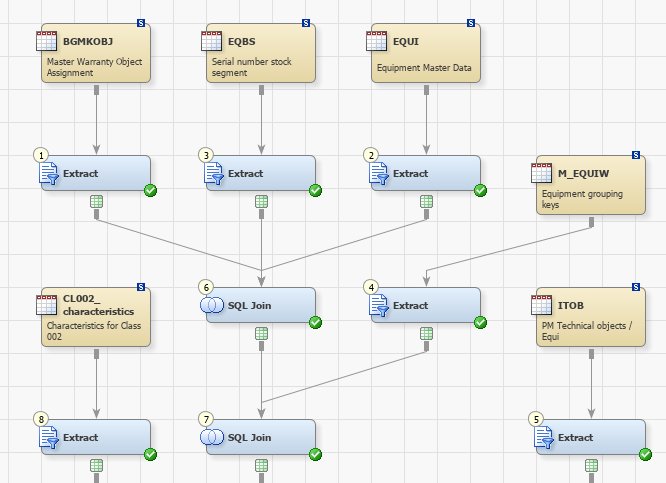 S
BGMKOBJ
Master Warranty Object
Assignment
S
EQBS
Serial number stock
segment
S
EQUI
Equipment Master Data
1
Extract
3
Extract
2
Extract
S
M_EQUIW
Equipment grouping
keys
S
CL002_
characteristics
Characteristics for Class
002
6
SQL Join
4
Extract
S
ITOB
PM Technical objects /
Equi
8
Extract
7
SQL Join
5
Extract